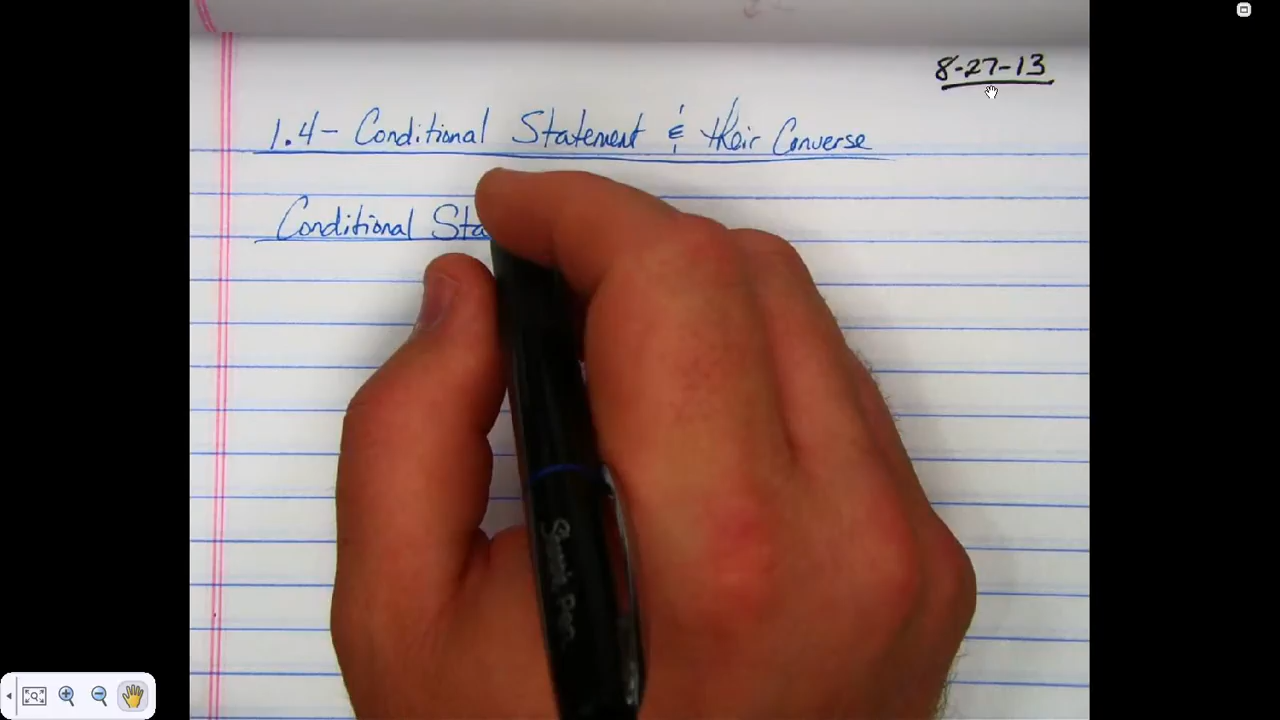 8-27-13
1.4- Conditional Statement & their Converse
Conditional Sta